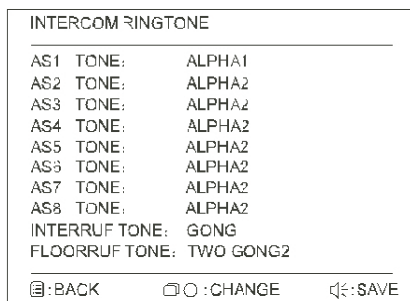 INTERCOM RINGTONE
AS1 TONE: ALPHA1
AS2 TONE: ALPHA2
AS3 TONE: ALPHA2
AS4 TONE: ALPHA2
AS5 TONE: ALPHA2
AS6 TONE: ALPHA2
AS7 TONE: ALPHA2
AS8 TONE: ALPHA2
INTERRUF TONE: GONG
FLOORRUF TONE: TWO GONG2
:BACK :CHANGE :SAVE